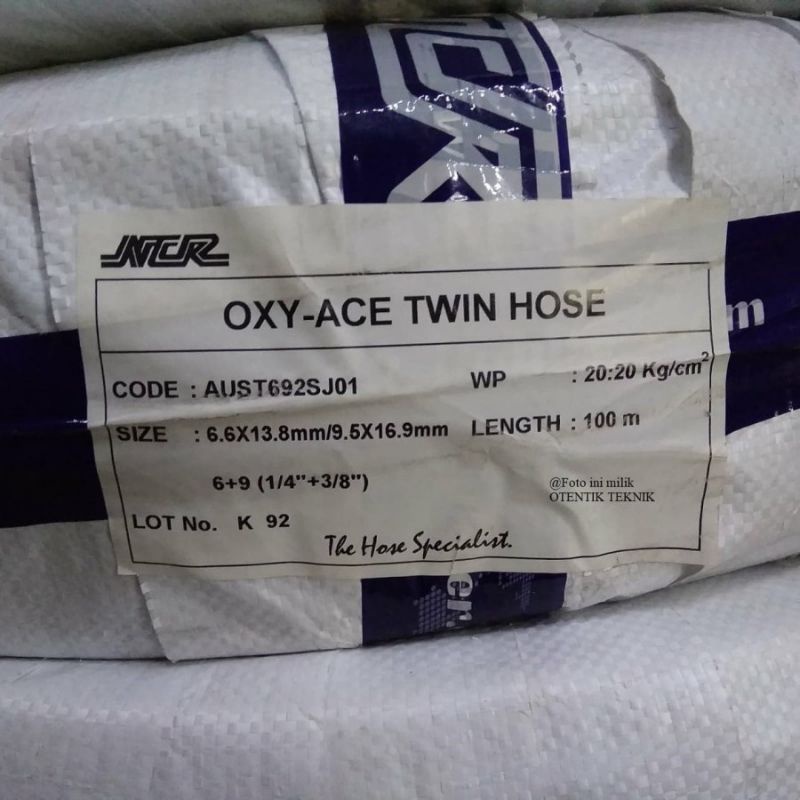 NCR
OXY-ACE TWIN HOSE
CODE : AUST692SJ01
WP : 20:20 Kg/cm²
SIZE : 6.6X13.8mm/9.5X16.9mm
LENGTH : 100 m
6+9 (1/4"+3/8")
@Foto ini milik
OTENTIK TEKNIK
LOT No. K 92
The Hose Specialist.
m
er.